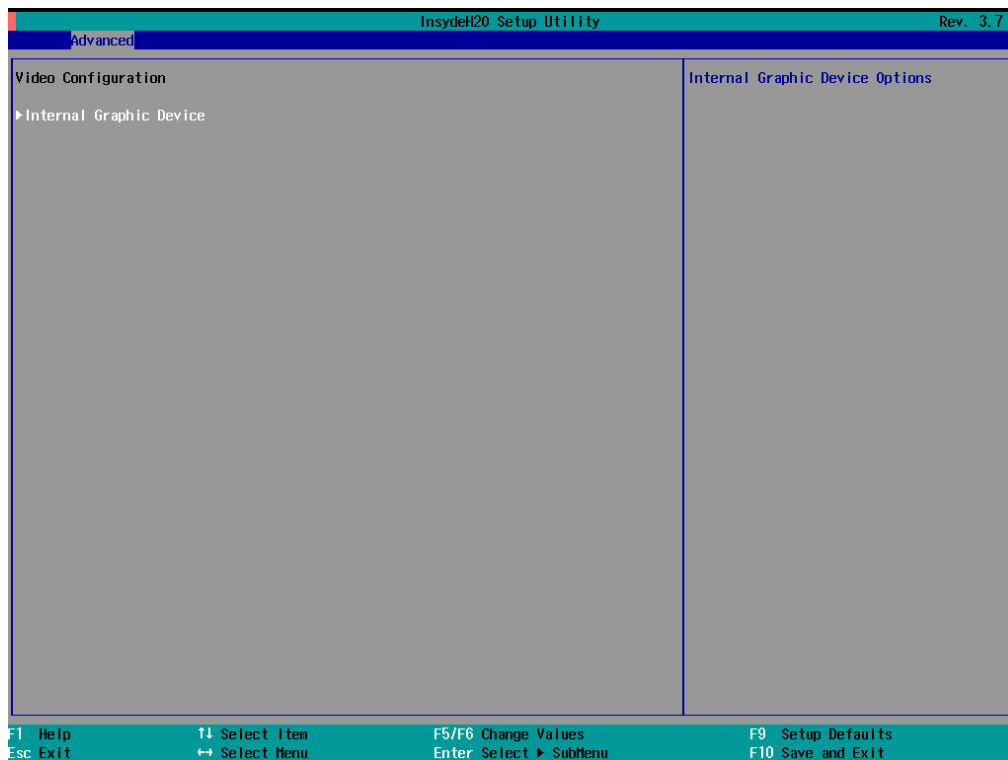 InsydeH20 Setup Utility Rev. 3.7
Advanced
Video Configuration
Internal Graphic Device Options
▶Internal Graphic Device
F1 Help ↑↓ Select Item F5/F6 Change Values F9 Setup Defaults
Esc Exit ↔ Select Menu Enter Select ▶ SubMenu F10 Save and Exit